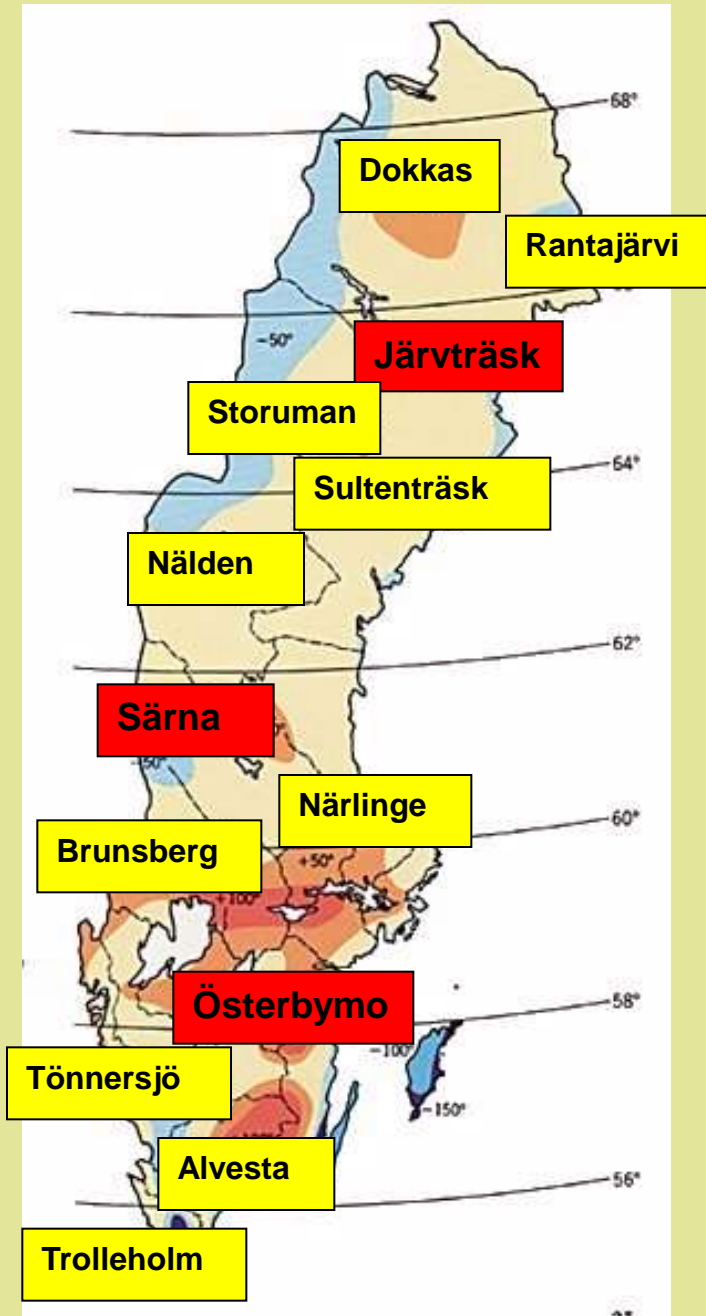 68°
Dokkas
Rantajärvi
-50°
Järvträsk
Storuman
64°
Sultenträsk
Nälden
62°
Särna
Närlinge
60°
Brunsberg
+50°
+100°
Österbymo
58°
-100°
Tönnersjö
-150°
Alvesta
56°
Trolleholm